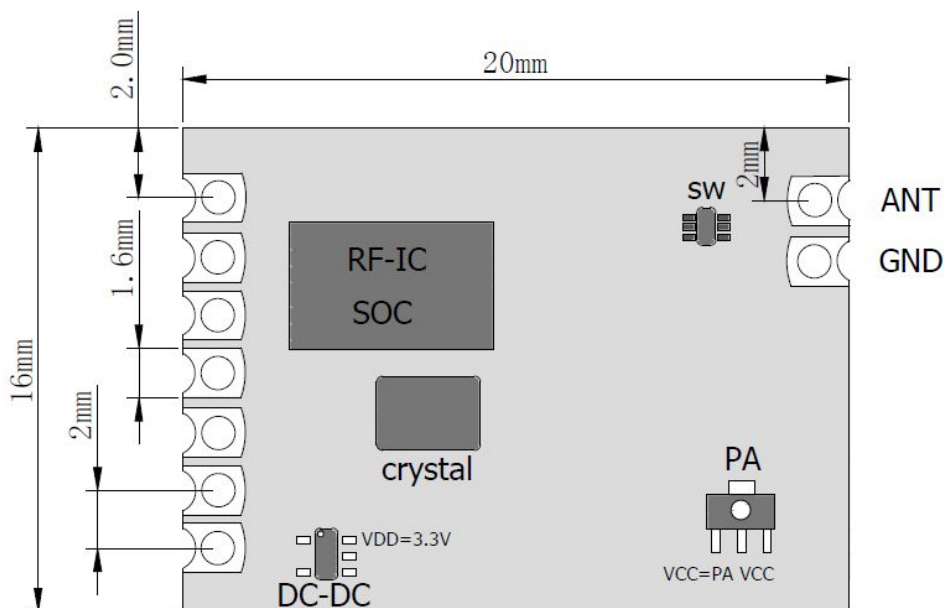 20mm
2.0mm
2mm
SW
ANT
GND
RF-IC
SOC
1.6mm
16mm
2mm
crystal
PA
VDD=3.3V
VCC=PA VCC
DC-DC